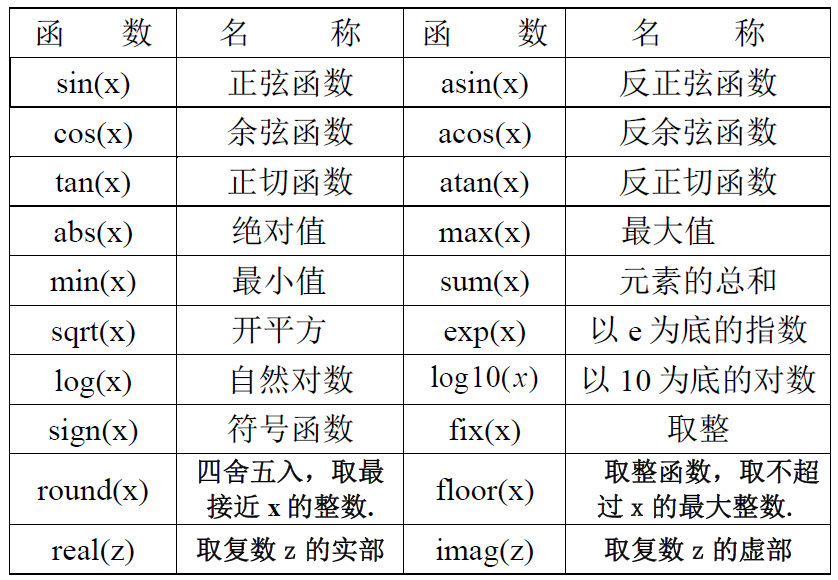 函 数 名 称 函 数 名 称
sin(x) 正弦函数 asin(x) 反正弦函数
cos(x) 余弦函数 acos(x) 反余弦函数
tan(x) 正切函数 atan(x) 反正切函数
abs(x) 绝对值 max(x) 最大值
min(x) 最小值 sum(x) 元素的总和
sqrt(x) 开平方 exp(x) 以 e 为底的指数
log(x) 自然对数 log10(x) 以 10 为底的对数
sign(x) 符号函数 fix(x) 取整
round(x) 四舍五入，取最
接近 x 的整数.
floor(x) 取整函数，取不超
过 x 的最大整数.
real(z) 取复数 z 的实部 imag(z) 取复数 z 的虚部